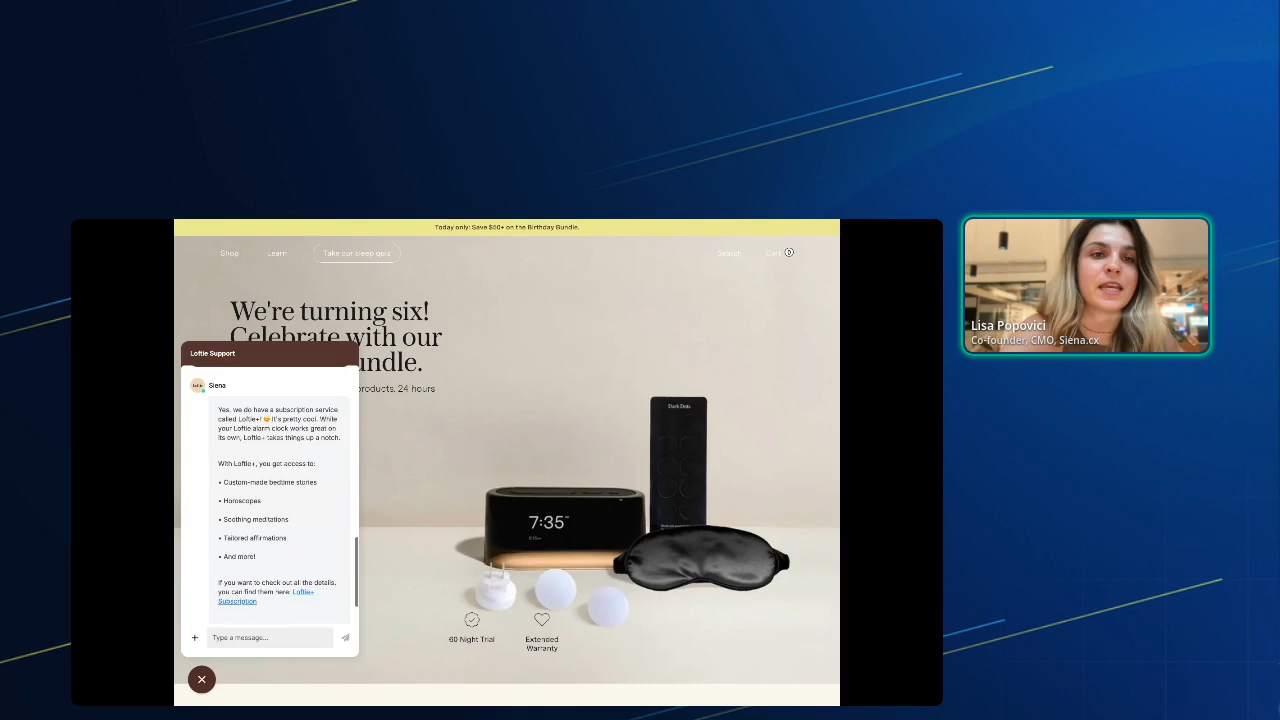 Today only: Save $50+ on the Birthday Bundle.
Shop
Learn
Take our sleep quiz
Search
Cart
0
We're turning six!
Celebrate with our
undle.
products. 24 hours
Loftie Support
Siena
Yes, we do have a subscription service
called Loftie+! 😄 It's pretty cool. While
your Loftie alarm clock works great on
its own, Loftie+ takes things up a notch.
With Loftie+, you get access to:
• Custom-made bedtime stories
• Horoscopes
• Soothing meditations
• Tailored affirmations
• And more!
If you want to check out all the details,
you can find them here: Loftie+
Subscription
Type a message...
Dark Dots
7:35
60 Night Trial
Extended
Warranty
Lisa Popovici
Co-founder, CMO, Siena.cx